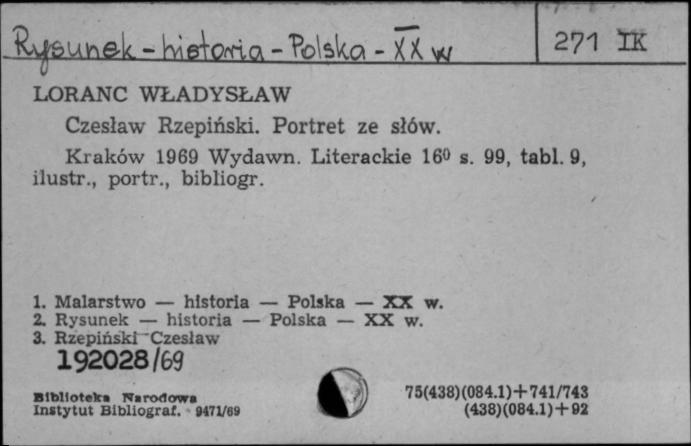 Rysunek - historia - Polska - XX w
271 IK
LORANC WŁADYSŁAW
Czesław Rzepiński. Portret ze słów.
Kraków 1969 Wydawn. Literackie 16⁰ s. 99, tabl. 9,
ilustr., portr., bibliogr.
1. Malarstwo — historia — Polska — XX w.
2. Rysunek — historia — Polska — XX w.
3. Rzepiński Czesław
192028/69
Biblioteka Narodowa
Instytut Bibliograf. 9471/69
75(438)(084.1)+741/743
(438)(084.1)+92